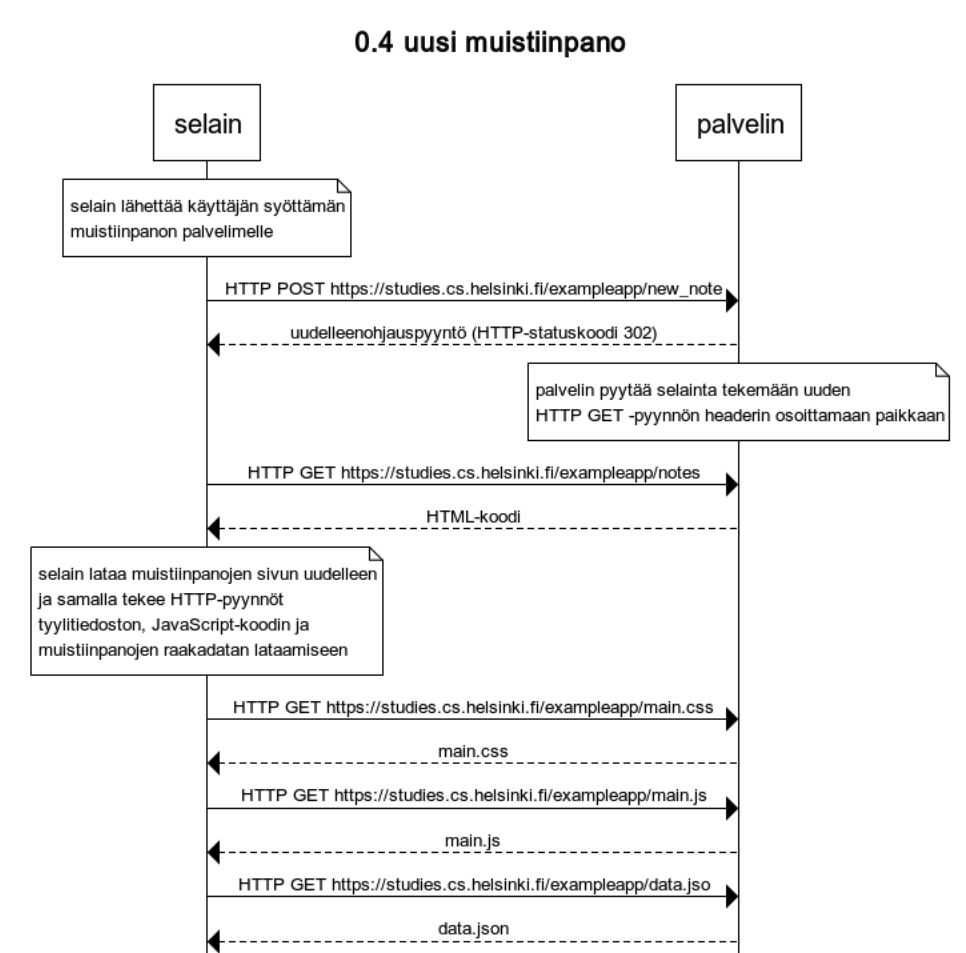 0.4 uusi muistiinpano
selain
palvelin
selain lähettää käyttäjän syöttämän
muistiinpanon palvelimelle
HTTP POST https://studies.cs.helsinki.fi/exampleapp/new_note
uudelleenohjauspyyntö (HTTP-statuskoodi 302)
palvelin pyytää selainta tekemään uuden
HTTP GET -pyynnön headerin osoittamaan paikkaan
HTTP GET https://studies.cs.helsinki.fi/exampleapp/notes
HTML-koodi
selain lataa muistiinpanojen sivun uudelleen
ja samalla tekee HTTP-pyynnöt
tyylitiedoston, JavaScript-koodin ja
muistiinpanojen raakadatan lataamiseen
HTTP GET https://studies.cs.helsinki.fi/exampleapp/main.css
main.css
HTTP GET https://studies.cs.helsinki.fi/exampleapp/main.js
main.js
HTTP GET https://studies.cs.helsinki.fi/exampleapp/data.jso
data.json